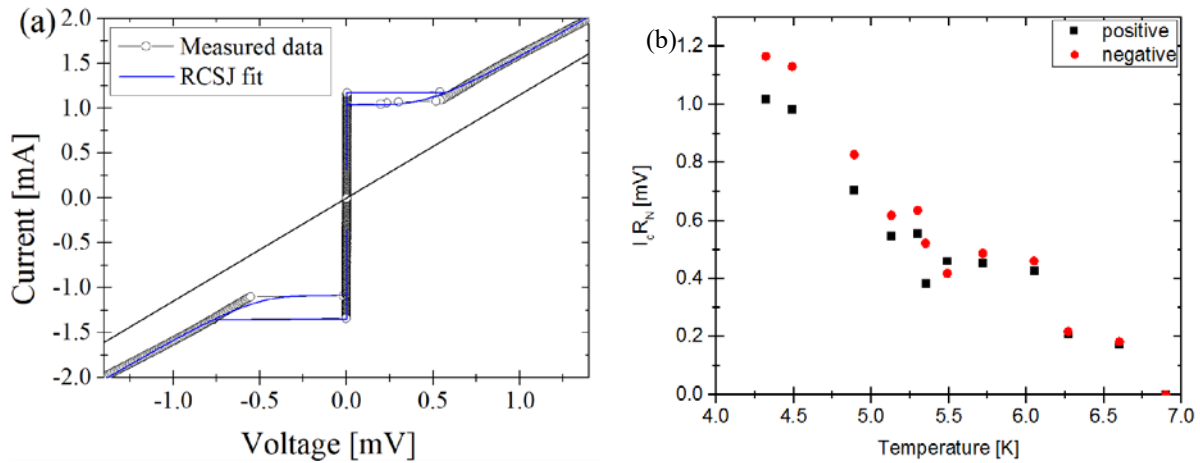 (a)
Measured data
RCSJ fit
2.0
1.5
1.0
0.5
0.0
-0.5
-1.0
-1.5
-2.0
Current [mA]
-1.0
-0.5
0.0
0.5
1.0
Voltage [mV]
(b)
positive
negative
1.2
1.0
0.8
0.6
0.4
0.2
0.0
IcRN [mV]
4.0
4.5
5.0
5.5
6.0
6.5
7.0
Temperature [K]